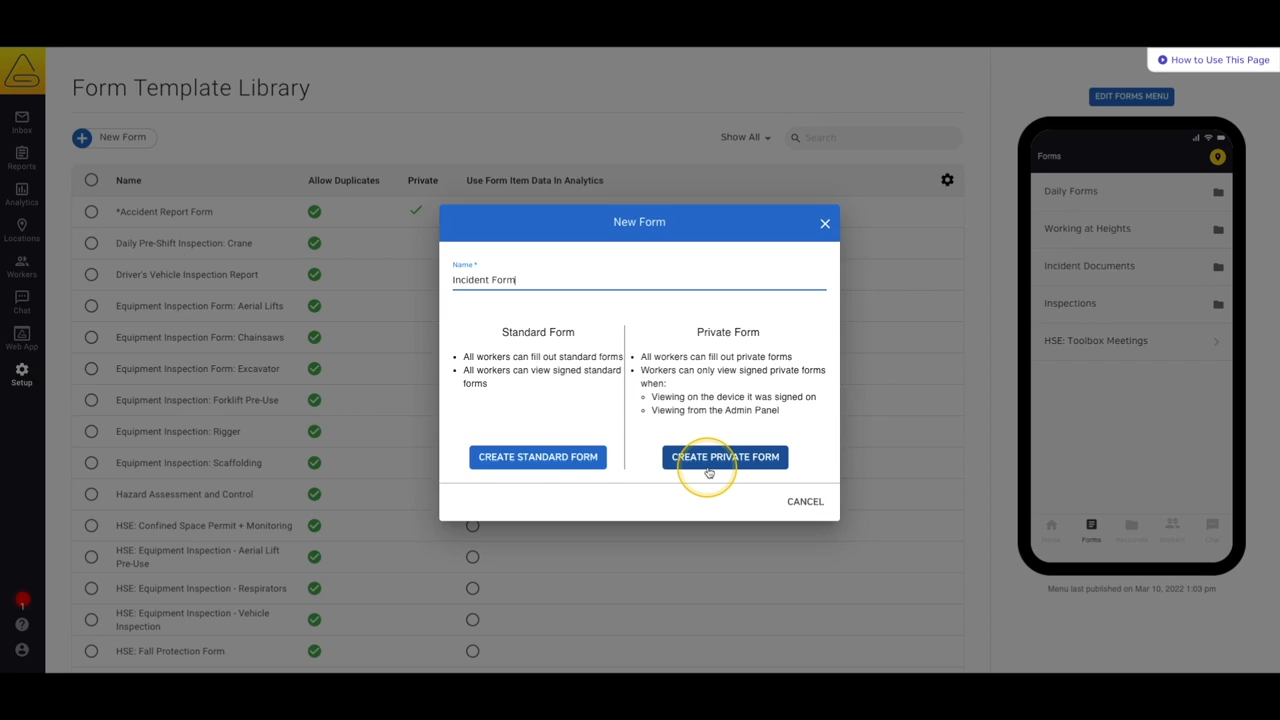 How to Use This Page
Form Template Library
EDIT FORMS MENU
New Form
Show All
Search
Inbox
Reports
Analytics
Locations
Workers
Chat
Web App
Setup
1
Name
Allow Duplicates
Private
Use Form Item Data In Analytics
*Accident Report Form
Daily Pre-Shift Inspection: Crane
Driver's Vehicle Inspection Report
Equipment Inspection Form: Aerial Lifts
Equipment Inspection Form: Chainsaws
Equipment Inspection Form: Excavator
Equipment Inspection: Forklift Pre-Use
Equipment Inspection: Rigger
Equipment Inspection: Scaffolding
Hazard Assessment and Control
HSE: Confined Space Permit + Monitoring
HSE: Equipment Inspection - Aerial Lift
Pre-Use
HSE: Equipment Inspection - Respirators
HSE: Equipment Inspection - Vehicle
Inspection
HSE: Fall Protection Form
New Form
Name *
Incident Form
Standard Form
All workers can fill out standard forms
All workers can view signed standard
forms
CREATE STANDARD FORM
Private Form
All workers can fill out private forms
Workers can only view signed private forms
when:
Viewing on the device it was signed on
Viewing from the Admin Panel
CREATE PRIVATE FORM
CANCEL
Forms
Daily Forms
Working at Heights
Incident Documents
Inspections
HSE: Toolbox Meetings
Forms
Chat
Menu last published on Mar 10, 2022 1:03 pm